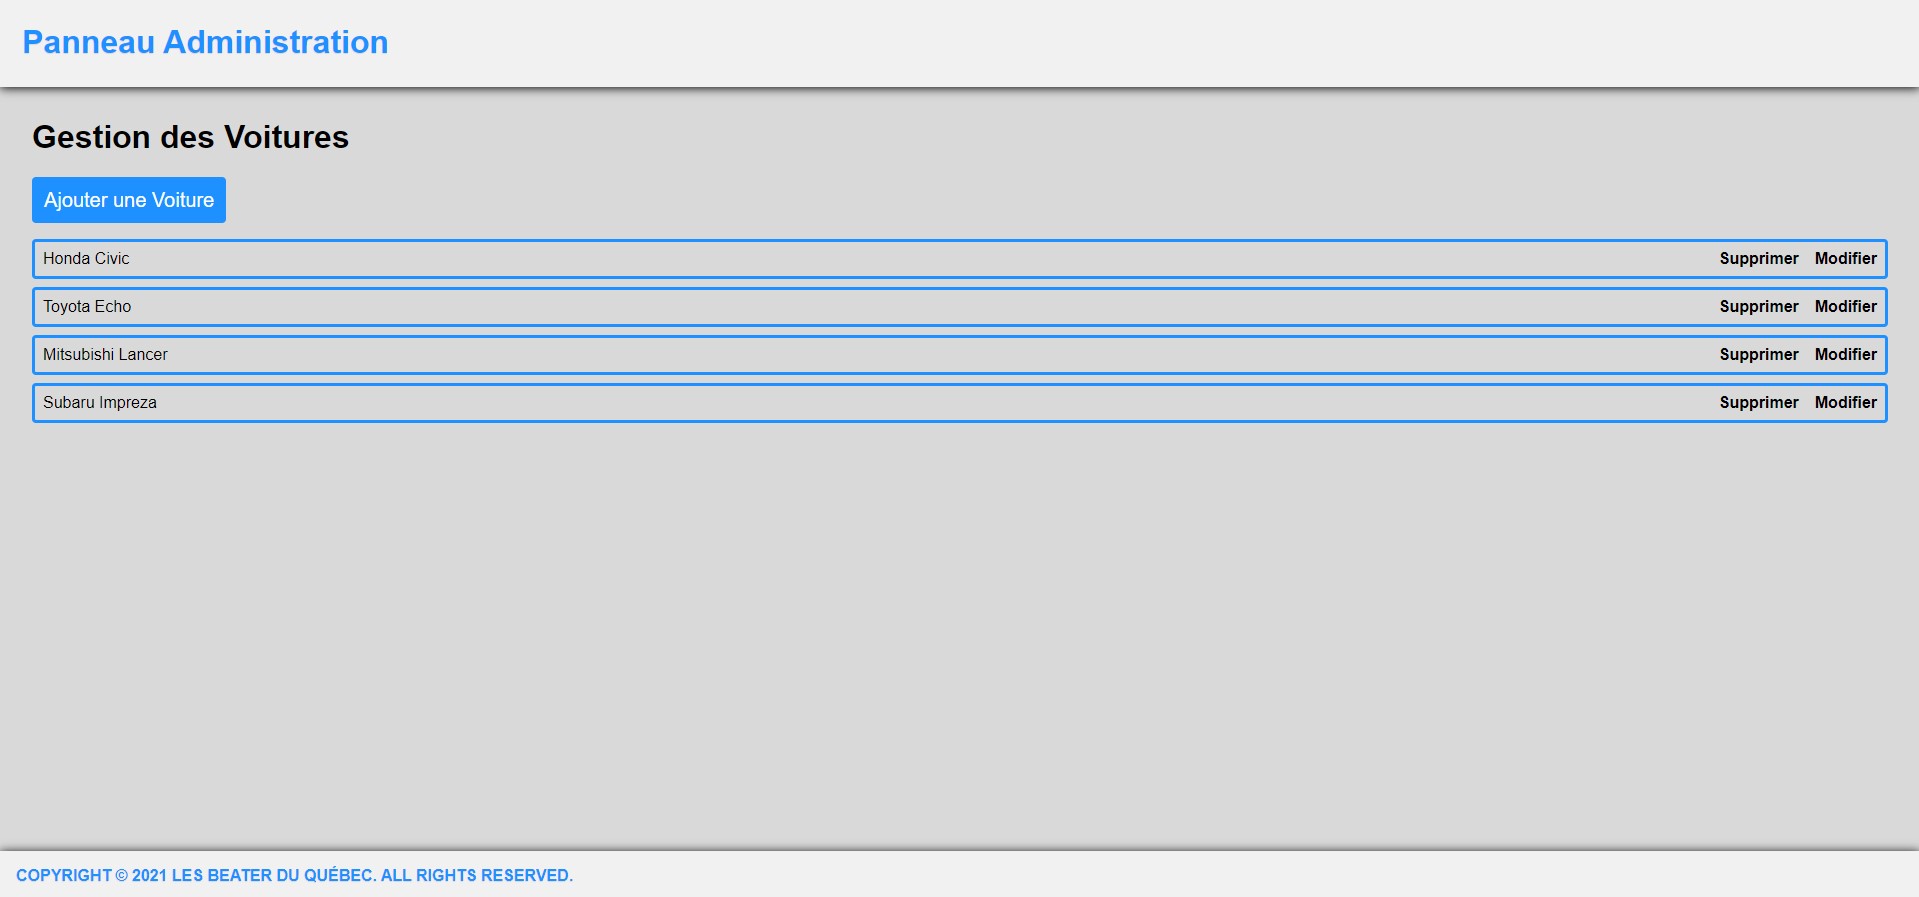 Panneau Administration
Gestion des Voitures
Ajouter une Voiture
Honda Civic Supprimer Modifier
Toyota Echo Supprimer Modifier
Mitsubishi Lancer Supprimer Modifier
Subaru Impreza Supprimer Modifier
COPYRIGHT © 2021 LES BEATER DU QUÉBEC. ALL RIGHTS RESERVED.